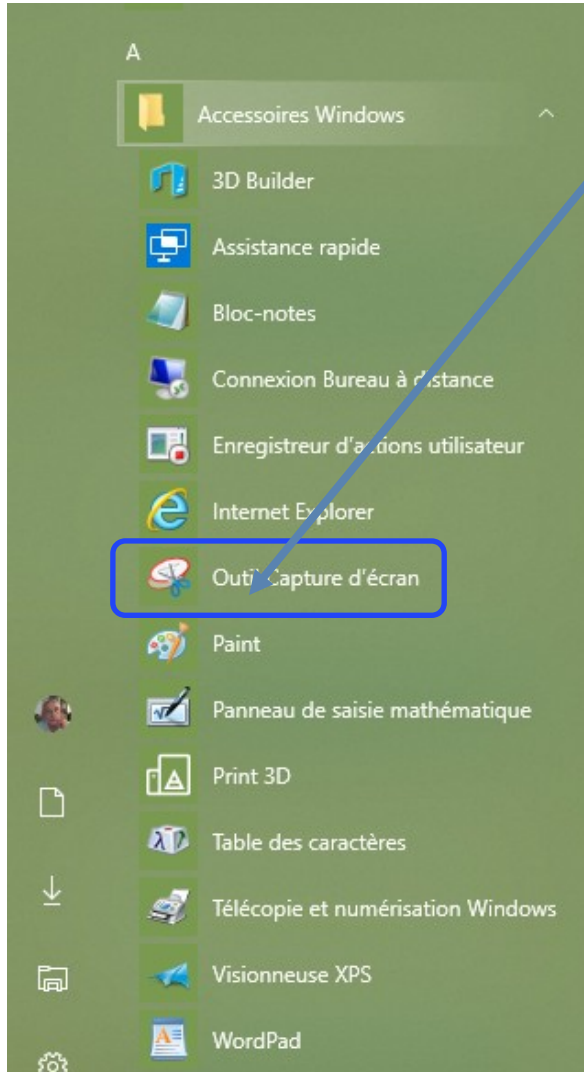 A
Accessoires Windows
3D Builder
Assistance rapide
Bloc-notes
Connexion Bureau à distance
Enregistreur d'actions utilisateur
Internet Explorer
Outil Capture d'écran
Paint
Panneau de saisie mathématique
Print 3D
Table des caractères
Télécopie et numérisation Windows
Visionneuse XPS
WordPad